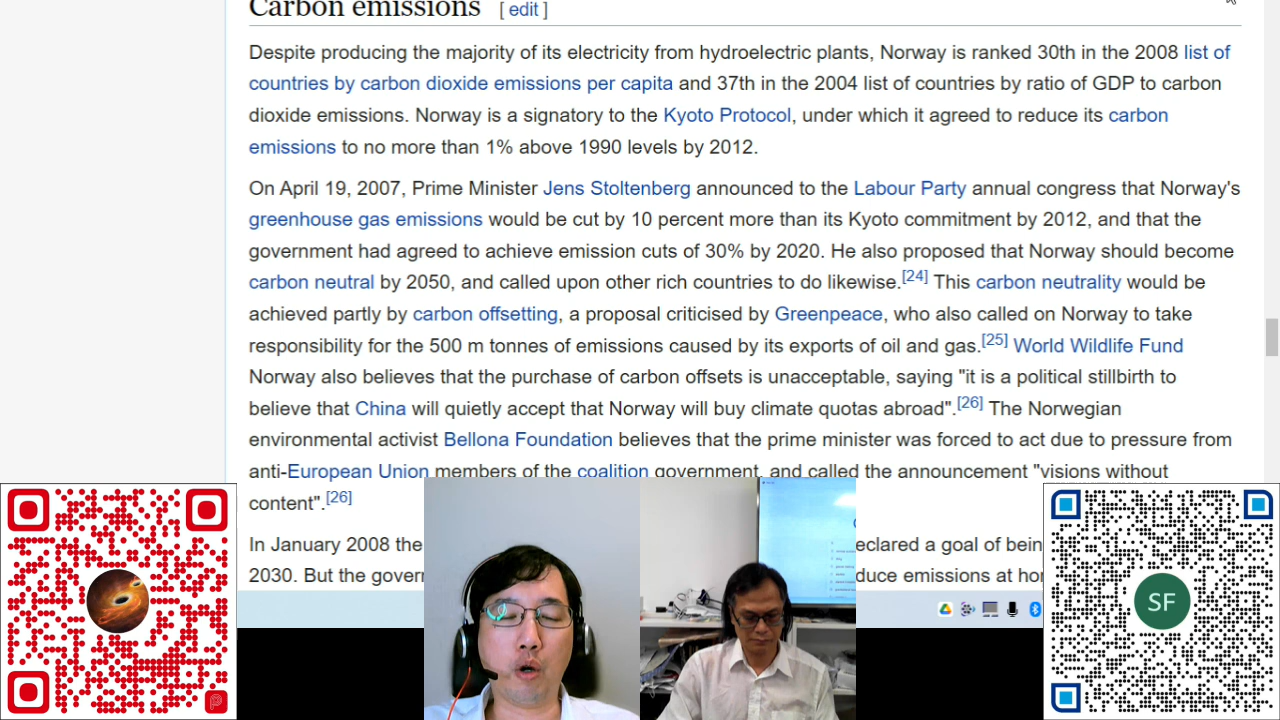 Carbon emissions [ edit ]
Despite producing the majority of its electricity from hydroelectric plants, Norway is ranked 30th in the 2008 list of
countries by carbon dioxide emissions per capita and 37th in the 2004 list of countries by ratio of GDP to carbon
dioxide emissions. Norway is a signatory to the Kyoto Protocol, under which it agreed to reduce its carbon
emissions to no more than 1% above 1990 levels by 2012.
On April 19, 2007, Prime Minister Jens Stoltenberg announced to the Labour Party annual congress that Norway's
greenhouse gas emissions would be cut by 10 percent more than its Kyoto commitment by 2012, and that the
government had agreed to achieve emission cuts of 30% by 2020. He also proposed that Norway should become
carbon neutral by 2050, and called upon other rich countries to do likewise.[24] This carbon neutrality would be
achieved partly by carbon offsetting, a proposal criticised by Greenpeace, who also called on Norway to take
responsibility for the 500 m tonnes of emissions caused by its exports of oil and gas.[25] World Wildlife Fund
Norway also believes that the purchase of carbon offsets is unacceptable, saying "it is a political stillbirth to
believe that China will quietly accept that Norway will buy climate quotas abroad".[26] The Norwegian
environmental activist Bellona Foundation believes that the prime minister was forced to act due to pressure from
anti-European Union members of the coalition government, and called the announcement "visions without
content".[26]
In January 2008 the eclared a goal of bein
2030. But the gover duce emissions at ho
SF